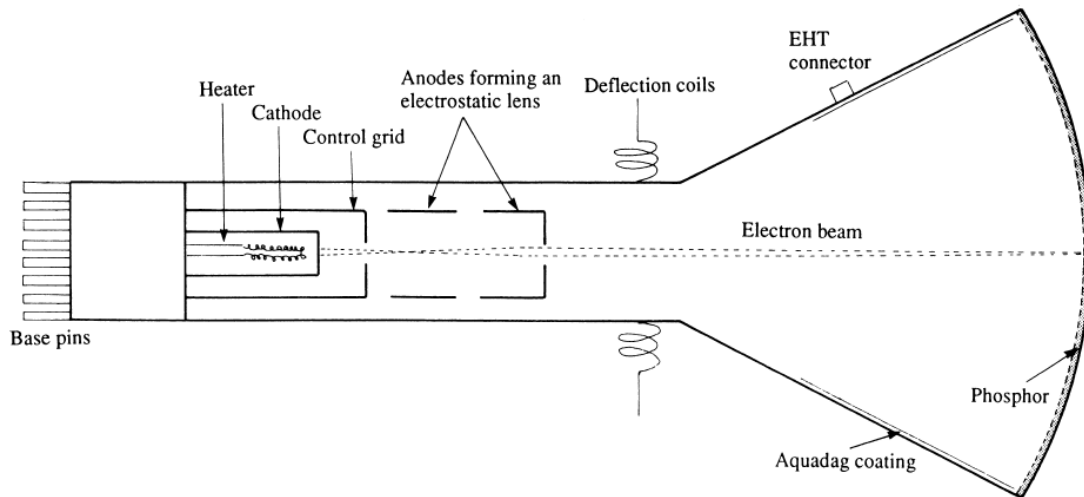 EHT
connector
Anodes forming an
electrostatic lens
Deflection coils
Heater
Cathode
Control grid
Electron beam
Base pins
Phosphor
Aquadag coating